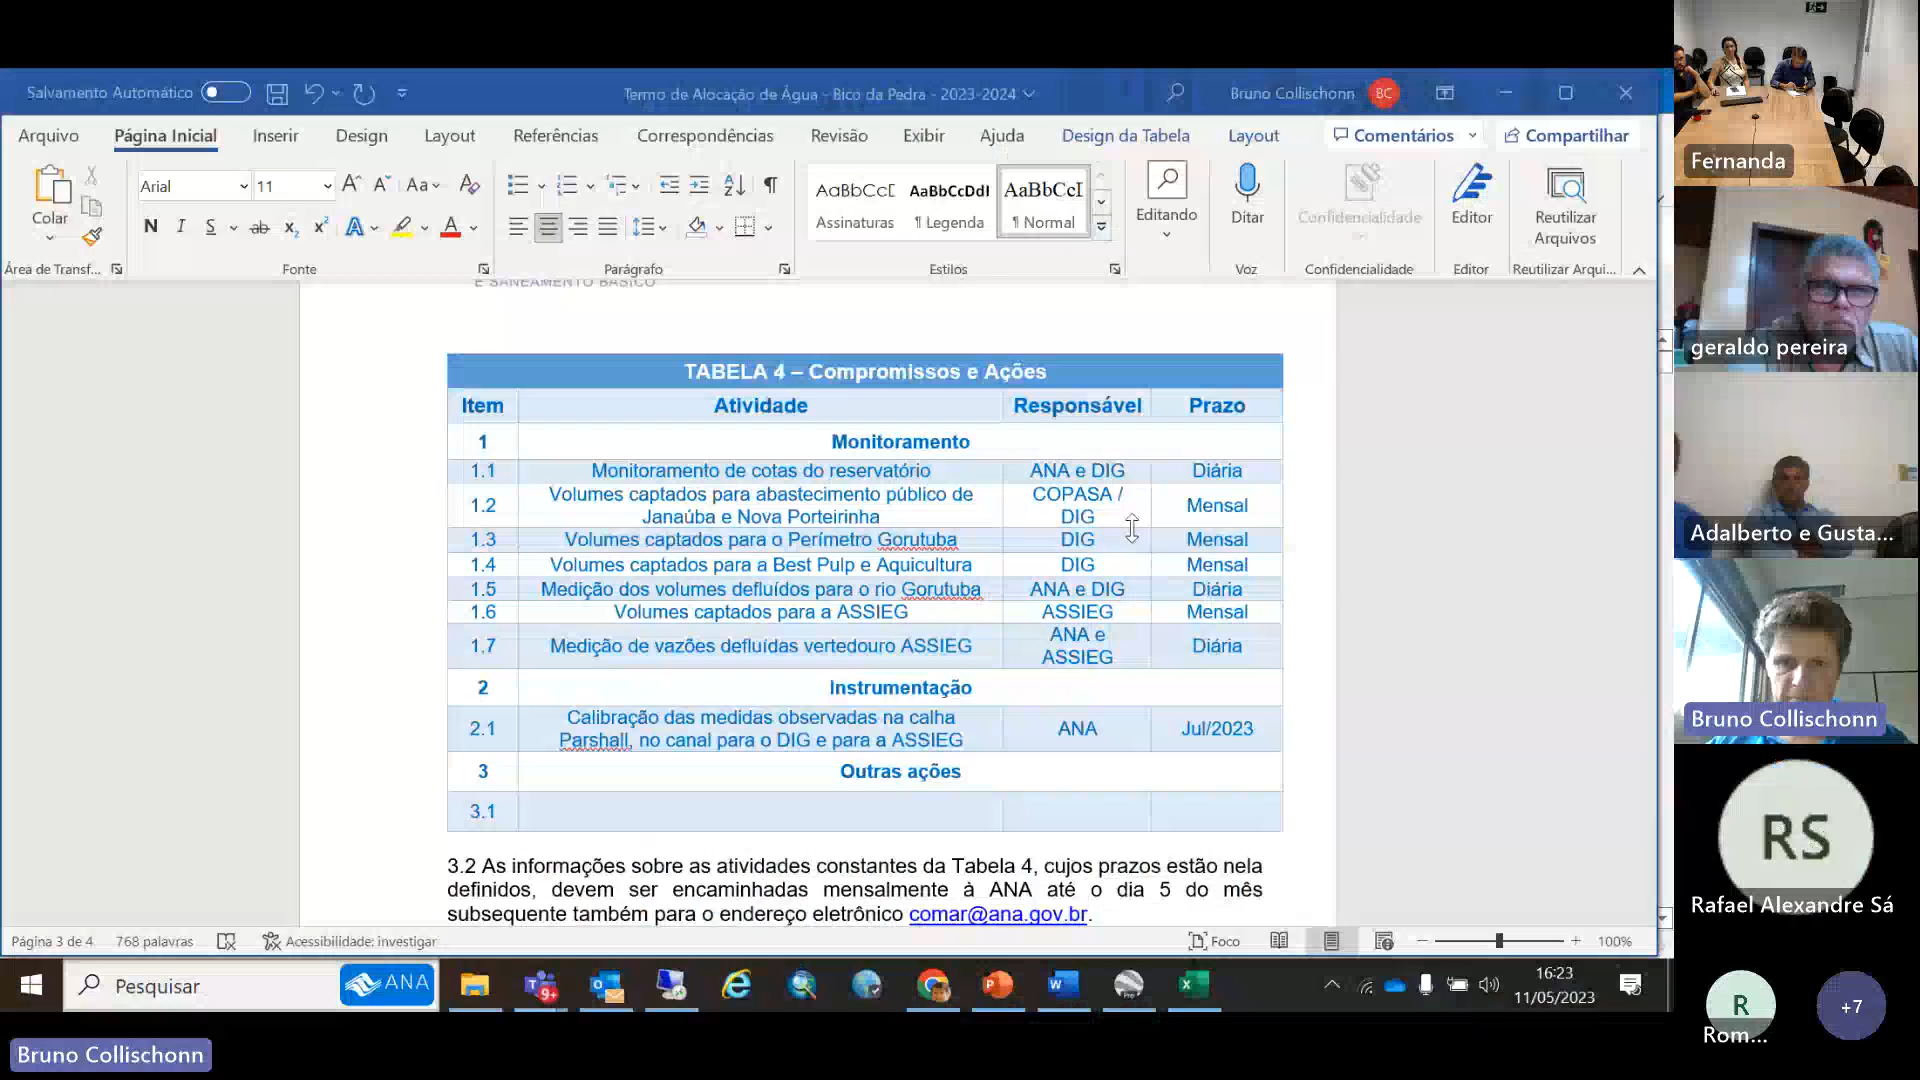 Salvamento Automático
Termo de Alocação de Água - Bico da Pedra - 2023-2024
Bruno Collischonn
BC
Arquivo
Página Inicial
Inserir
Design
Layout
Referências
Correspondências
Revisão
Exibir
Ajuda
Design da Tabela
Layout
Comentários
Compartilhar
Colar
Arial
11
AaBbCcDdI
Assinaturas
AaBbCcDdI
¶ Legenda
AaBbCcI
¶ Normal
Editando
Ditar
Confidencialidade
Editor
Reutilizar
Arquivos
Área de Transf...
Fonte
Parágrafo
Estilos
Voz
Confidencialidade
Editor
Reutilizar Arqui...
E SANEAMENTO BÁSICO
TABELA 4 – Compromissos e Ações
Item Atividade Responsável Prazo
1 Monitoramento
1.1 Monitoramento de cotas do reservatório ANA e DIG Diária
1.2 Volumes captados para abastecimento público de Janaúba e Nova Porteirinha COPASA / DIG Mensal
1.3 Volumes captados para o Perímetro Gorutuba DIG Mensal
1.4 Volumes captados para a Best Pulp e Aquicultura DIG Mensal
1.5 Medição dos volumes defluídos para o rio Gorutuba ANA e DIG Diária
1.6 Volumes captados para a ASSIEG ASSIEG Mensal
1.7 Medição de vazões defluídas vertedouro ASSIEG ANA e ASSIEG Diária
2 Instrumentação
2.1 Calibração das medidas observadas na calha Parshall, no canal para o DIG e para a ASSIEG ANA Jul/2023
3 Outras ações
3.1
3.2 As informações sobre as atividades constantes da Tabela 4, cujos prazos estão nela
definidos, devem ser encaminhadas mensalmente à ANA até o dia 5 do mês
subsequente também para o endereço eletrônico comar@ana.gov.br.
Página 3 de 4
768 palavras
Acessibilidade: investigar
Foco
100%
Pesquisar
ANA
16:23
11/05/2023
Bruno Collischonn
Fernanda
geraldo pereira
Adalberto e Gusta...
Bruno Collischonn
RS
Rafael Alexandre Sá
R
Rom...
+7